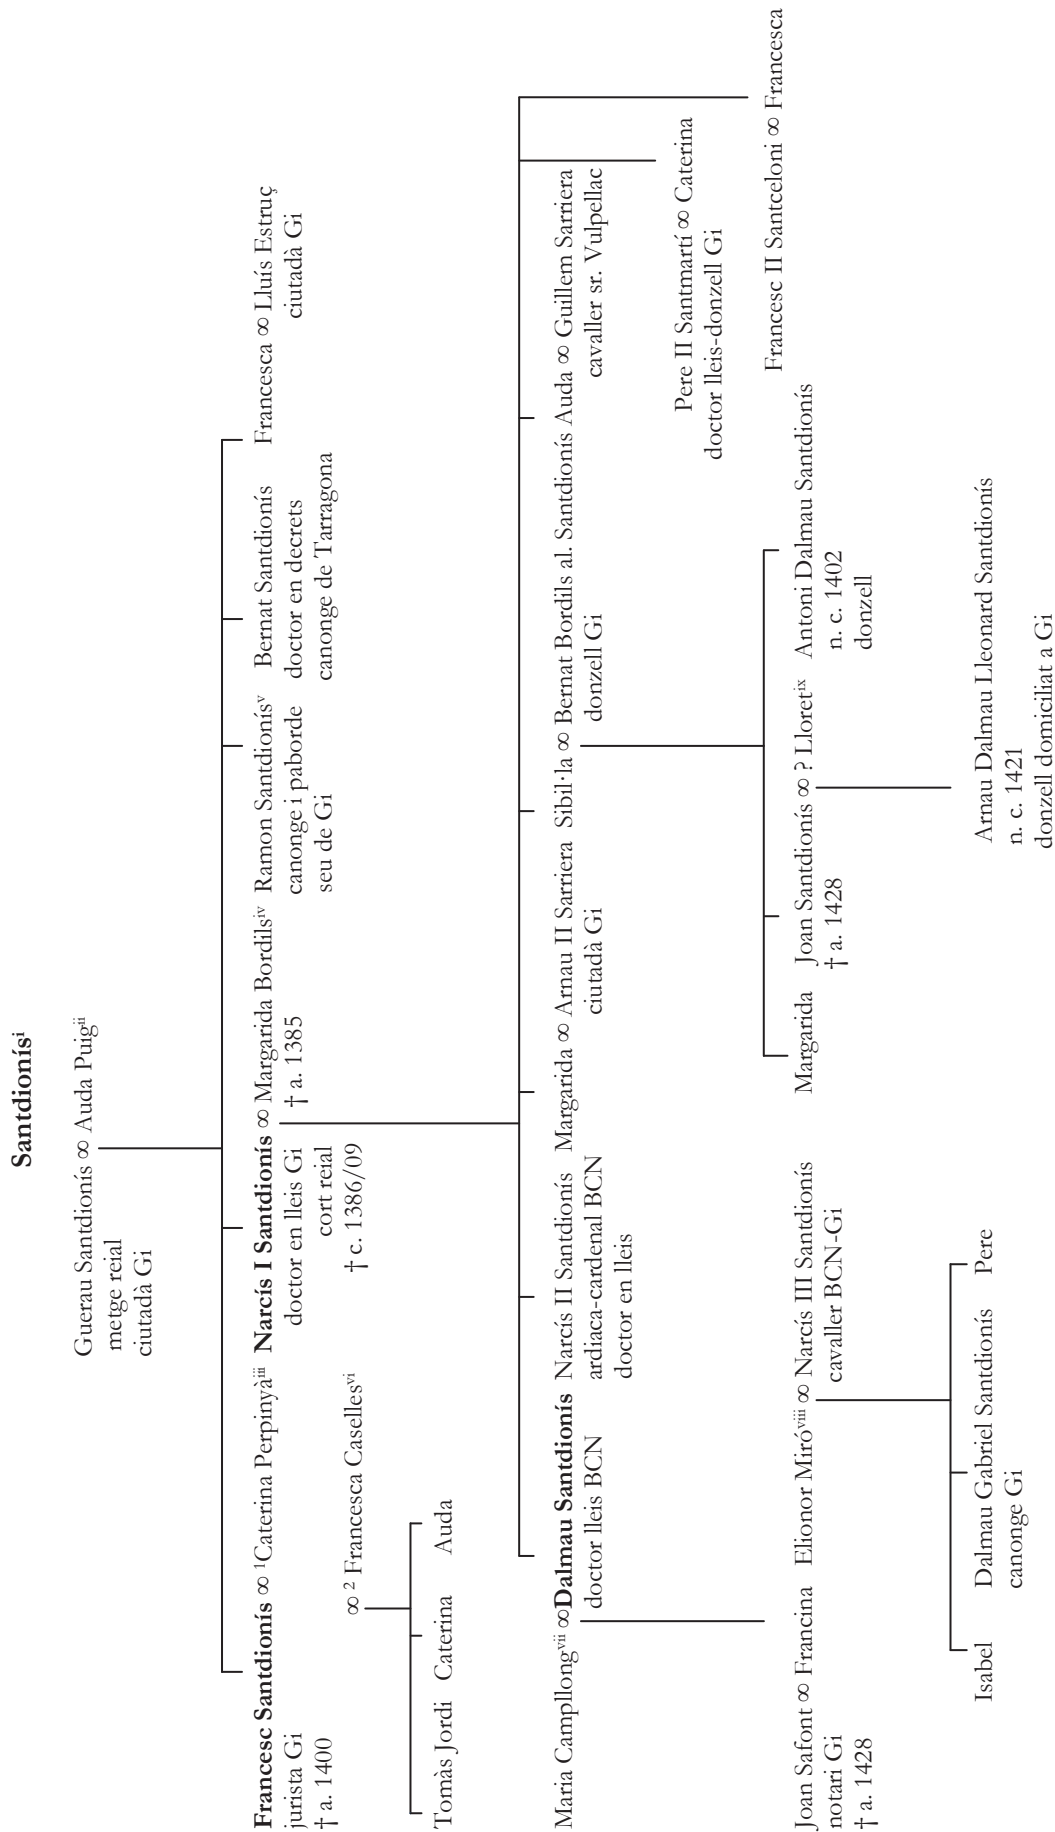 Santdionísⁱ
Guerau Santdionís ∞ Auda Puigⁱⁱ
metge reial
ciutadà Gi
Francesc Santdionís ∞ ¹Caterina Perpinyàⁱⁱⁱ
jurista Gi
† a. 1400
∞ ² Francesca Casellesᵛⁱ
Tomàs Jordi
Caterina
Auda
Narcís I Santdionís ∞ Margarida Bordilsⁱᵛ
doctor en lleis Gi
cort reial
† c. 1386/09
† a. 1385
Ramon Santdionísᵛ
canonge i paborde
seu de Gi
Bernat Santdionís
doctor en decrets
canonge de Tarragona
Francesca ∞ Lluís Estruç
ciutadà Gi
Maria Campllongᵛⁱⁱ ∞Dalmau Santdionís
doctor lleis BCN
Narcís II Santdionís
ardiaca-cardenal BCN
doctor en lleis
Margarida ∞ Arnau II Sarriera
ciutadà Gi
Sibil·la ∞ Bernat Bordils al. Santdionís
donzell Gi
Auda ∞ Guillem Sarriera
cavaller sr. Vulpellac
Pere II Santmartí ∞ Caterina
doctor lleis-donzell Gi
Francesc II Santceloni ∞ Francesca
Joan Safont ∞ Francina
notari Gi
† a. 1428
Elionor Miróᵛⁱⁱⁱ ∞ Narcís III Santdionís
cavaller BCN-Gi
Margarida
Joan Santdionís ∞ ? Lloretⁱˣ
† a. 1428
Antoni Dalmau Santdionís
n. c. 1402
donzell
Isabel
Dalmau Gabriel Santdionís
canonge Gi
Pere
Arnau Dalmau Lleonard Santdionís
n. c. 1421
donzell domiciliat a Gi